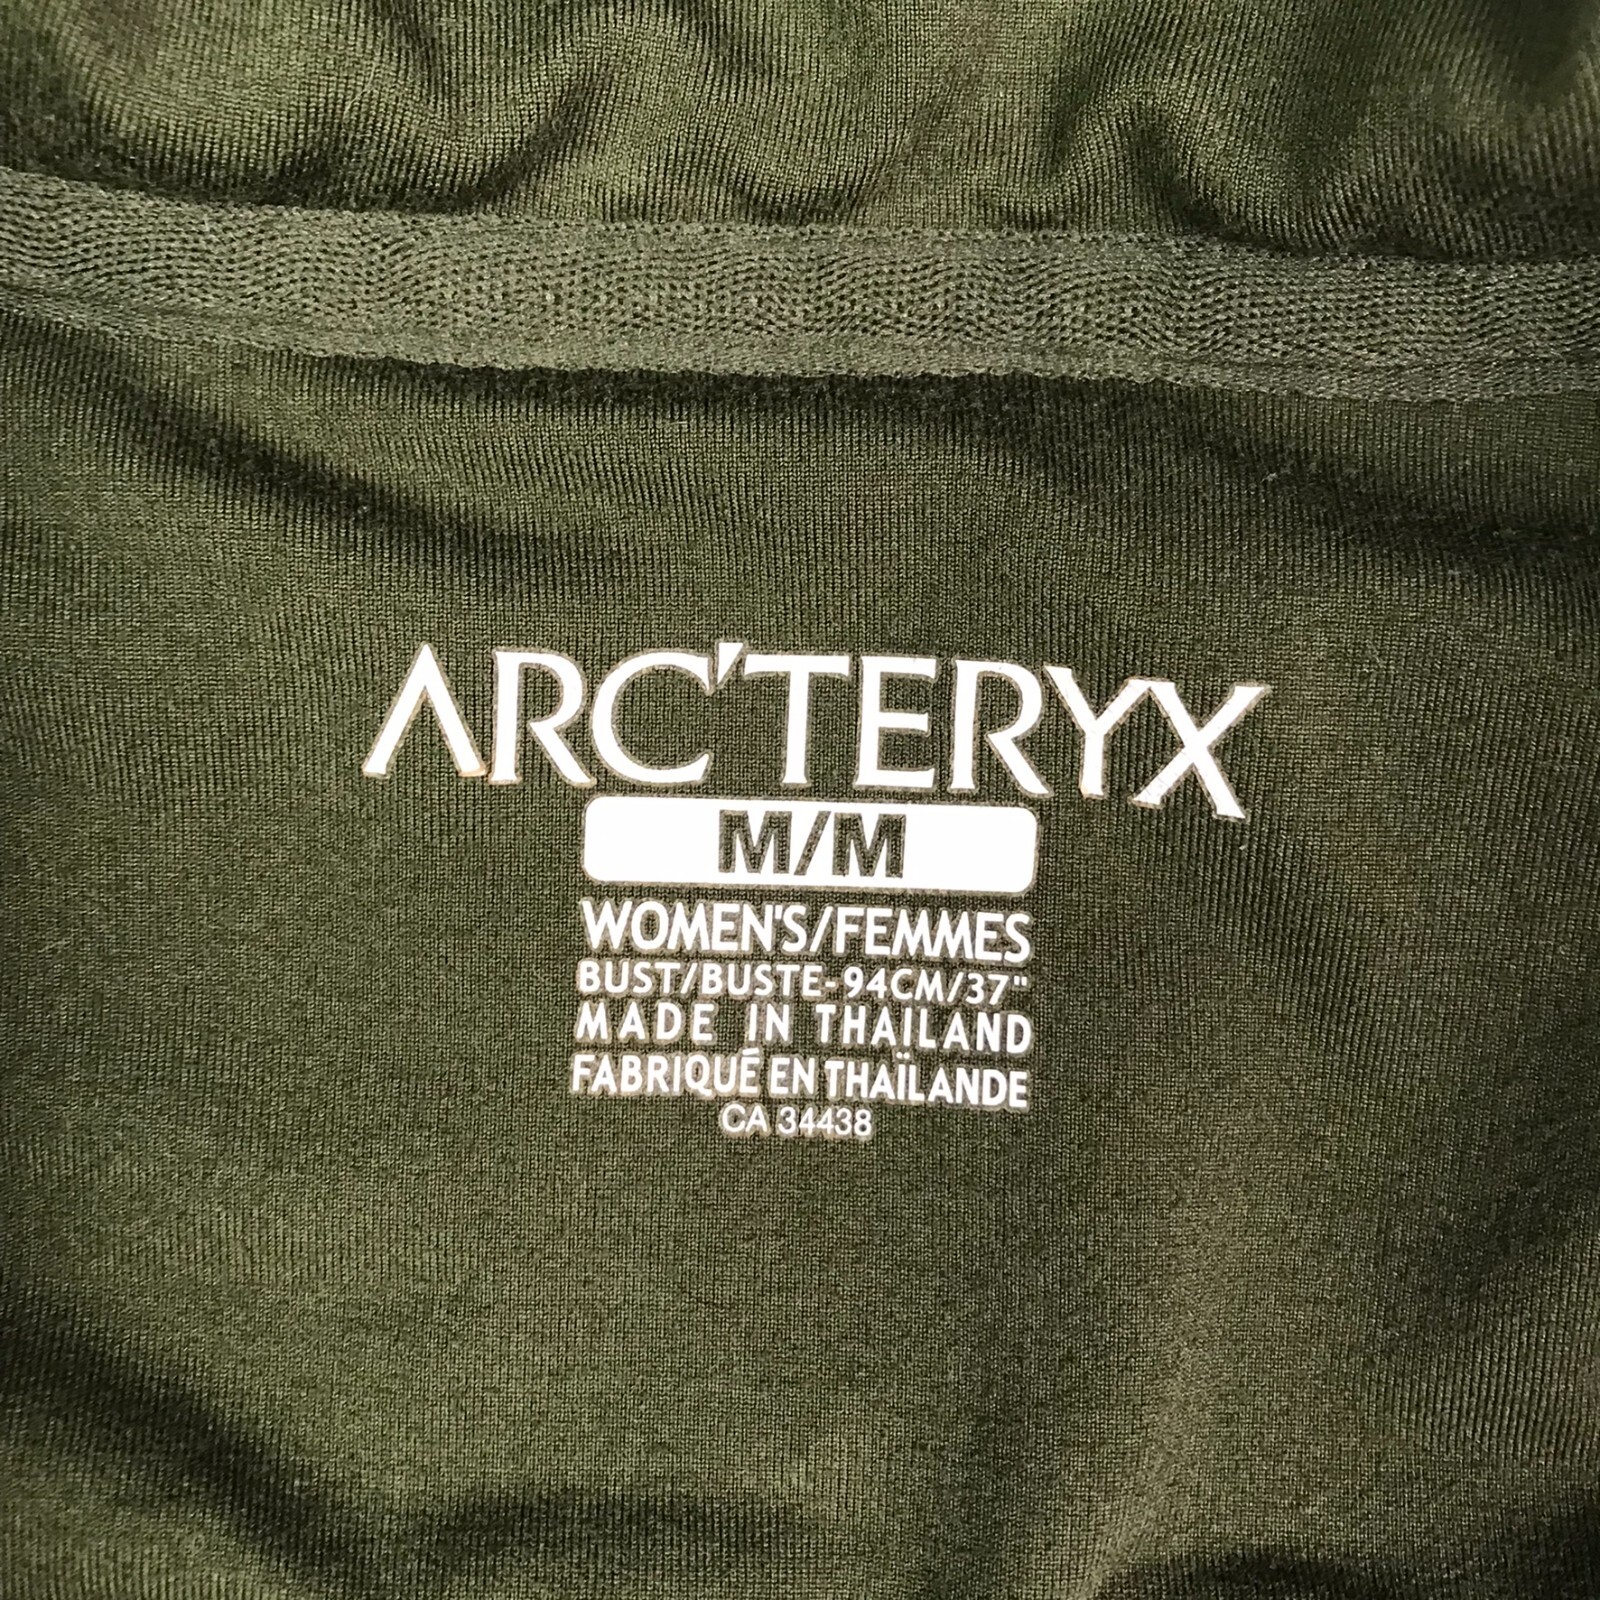 ARC'TERYX
M/M
WOMEN'S/FEMMES
BUST/BUSTE-94CM/37"
MADE IN THAILAND
FABRIQUÉ EN THAÏLANDE
CA 34438